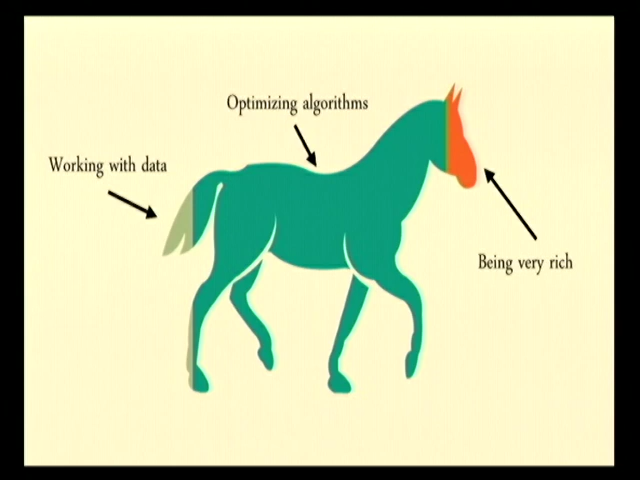 Optimizing algorithms
Working with data
Being very rich